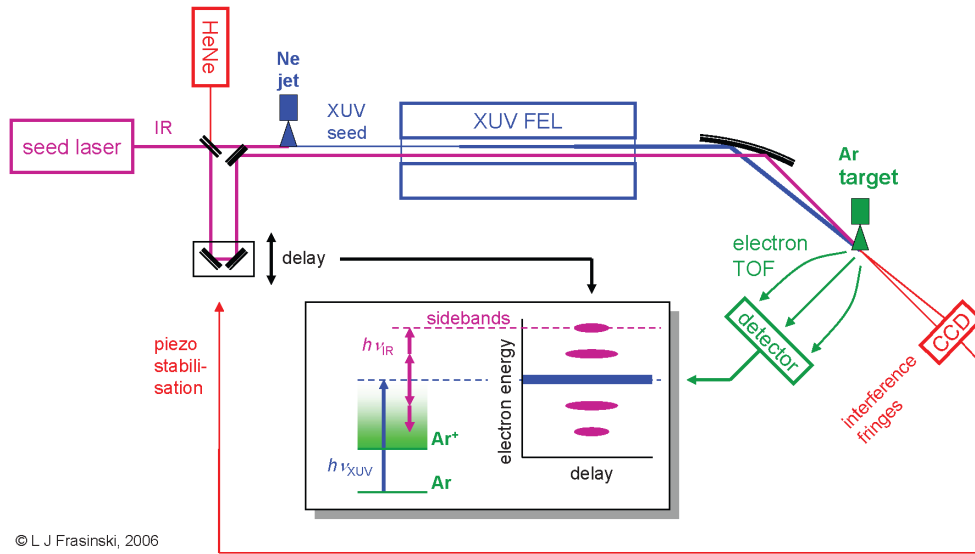 HeNe
Ne
jet
IR
XUV
seed
XUV FEL
seed laser
Ar
target
delay
electron
TOF
detector
CCD
interference
fringes
piezo
stabili-
sation
sidebands
hνIR
electron energy
Ar⁺
hνXUV
Ar
delay
© L J Frasinski, 2006